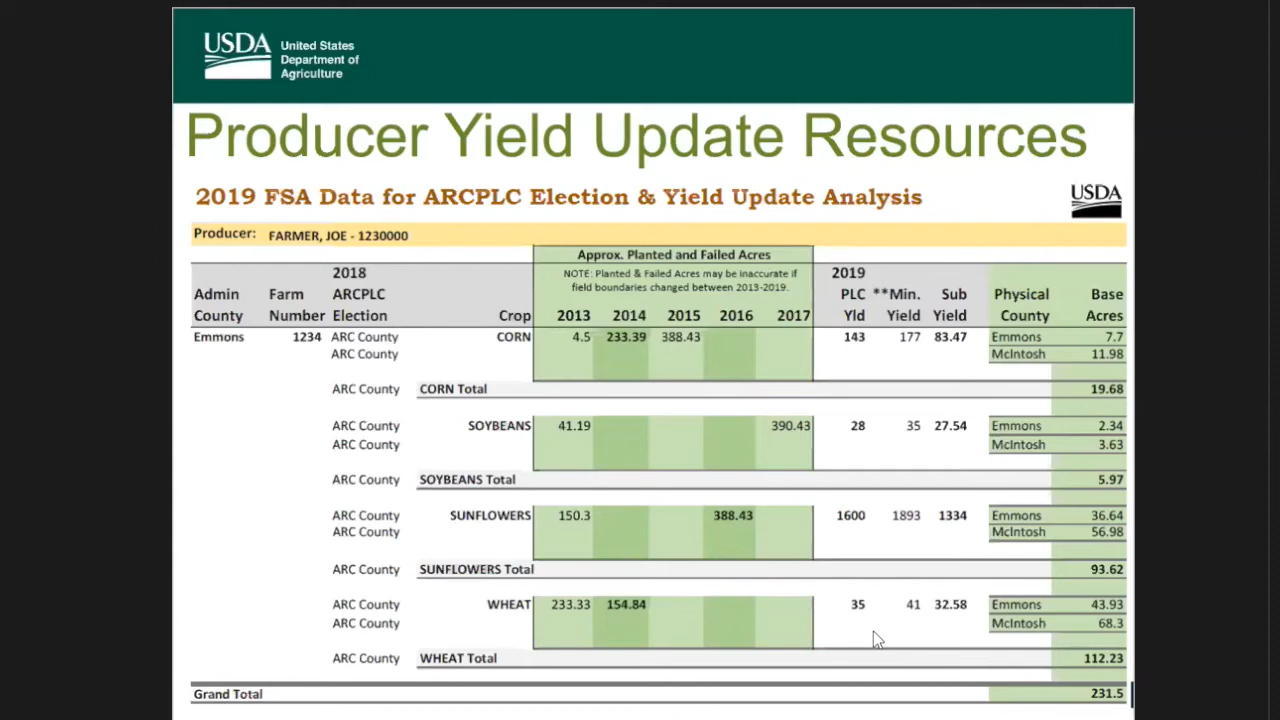 USDA United States
Department of
Agriculture
Producer Yield Update Resources
2019 FSA Data for ARCPLC Election & Yield Update Analysis
USDA
Producer: FARMER, JOE - 1230000
Approx. Planted and Failed Acres
NOTE: Planted & Failed Acres may be inaccurate if
field boundaries changed between 2013-2019.
2018 2019
Admin Farm ARCPLC PLC **Min. Sub Physical Base
County Number Election Crop 2013 2014 2015 2016 2017 Yld Yield Yield County Acres
Emmons 1234 ARC County CORN 4.5 233.39 388.43 143 177 83.47 Emmons 7.7
ARC County McIntosh 11.98
ARC County CORN Total 19.68
ARC County SOYBEANS 41.19 390.43 28 35 27.54 Emmons 2.34
ARC County McIntosh 3.63
ARC County SOYBEANS Total 5.97
ARC County SUNFLOWERS 150.3 388.43 1600 1893 1334 Emmons 36.64
ARC County McIntosh 56.98
ARC County SUNFLOWERS Total 93.62
ARC County WHEAT 233.33 154.84 35 41 32.58 Emmons 43.93
ARC County McIntosh 68.3
ARC County WHEAT Total 112.23
Grand Total 231.5